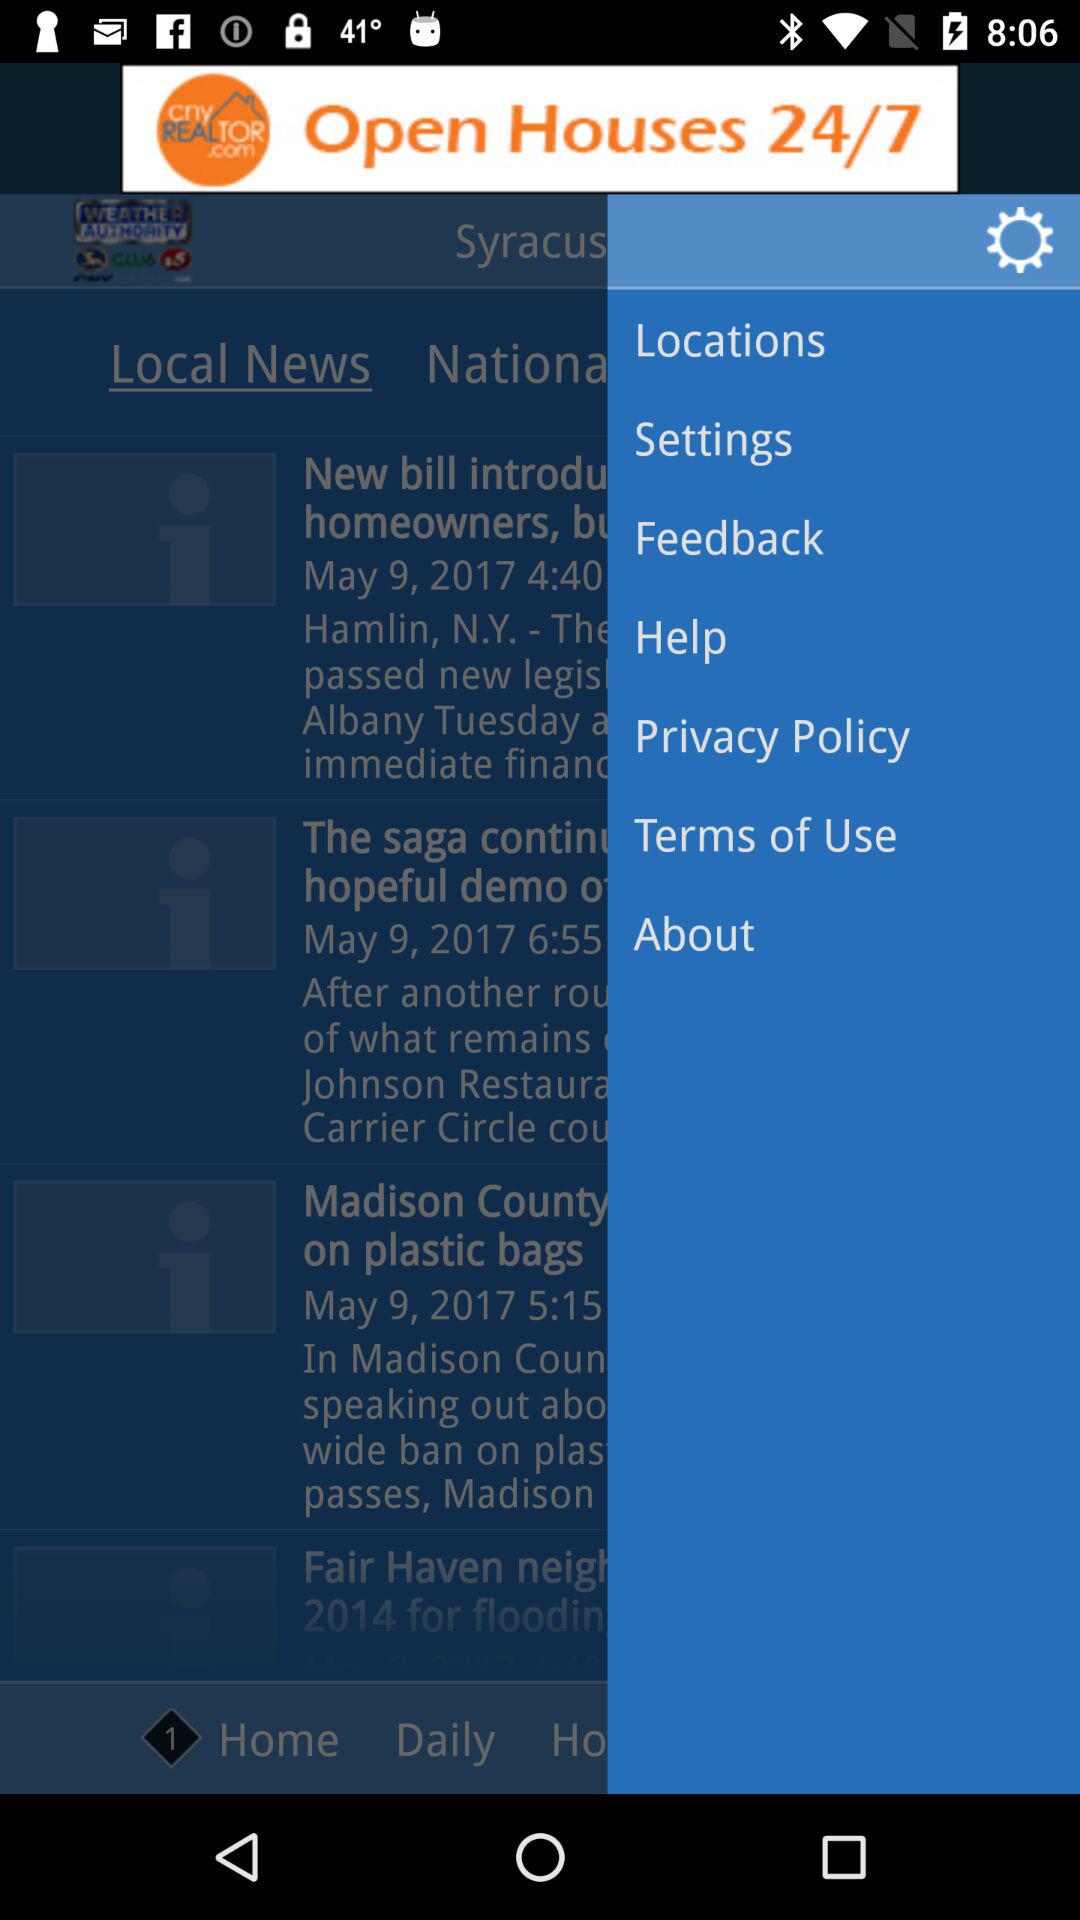 41° 8:06
cny
REALTOR
.com
Open Houses 24/7
WEATHER
AUTHORITY
Syracus
Local News Nationa
Locations
Settings
Feedback
Help
Privacy Policy
Terms of Use
About
New bill introdu
homeowners, bu
May 9, 2017 4:40
Hamlin, N.Y. - The
passed new legisl
Albany Tuesday a
immediate financ
The saga continu
hopeful demo of
May 9, 2017 6:55
After another rou
of what remains
Johnson Restaura
Carrier Circle cou
Madison County
on plastic bags
May 9, 2017 5:15
In Madison Coun
speaking out abo
wide ban on plas
passes, Madison
Fair Haven neigh
2014 for floodin
1 Home Daily Ho